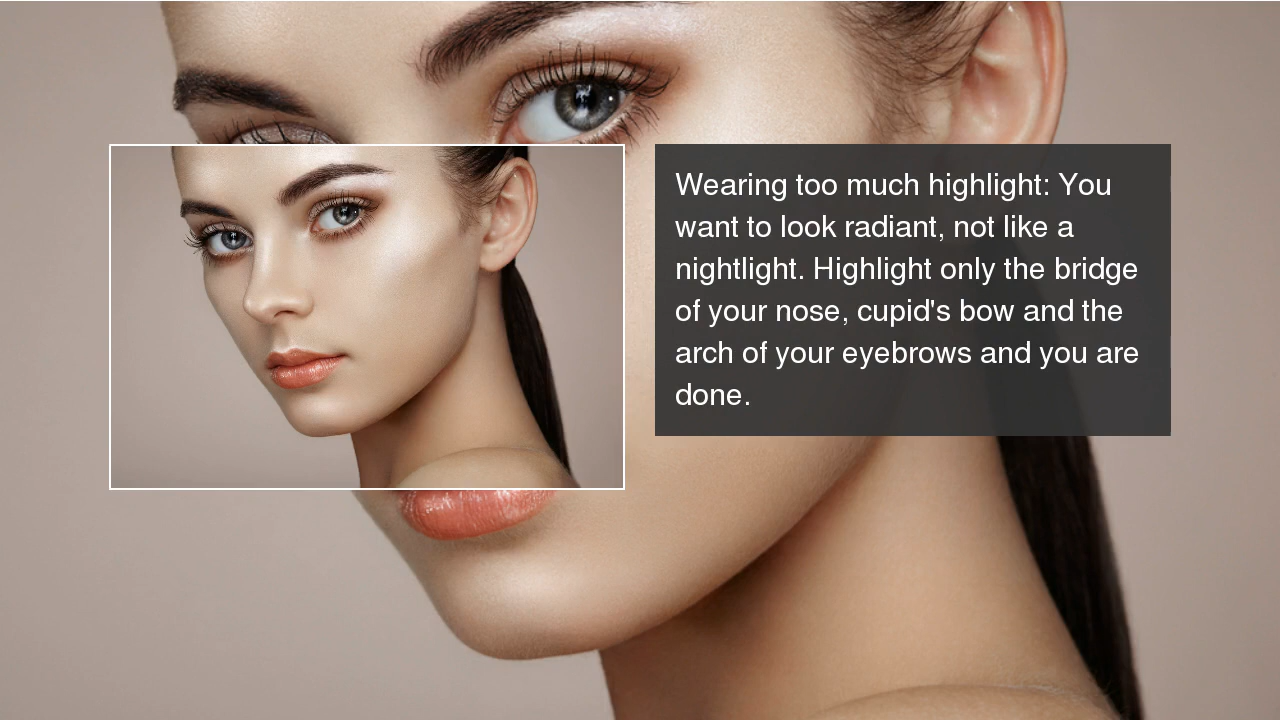 Wearing too much highlight: You
want to look radiant, not like a
nightlight. Highlight only the bridge
of your nose, cupid's bow and the
arch of your eyebrows and you are
done.